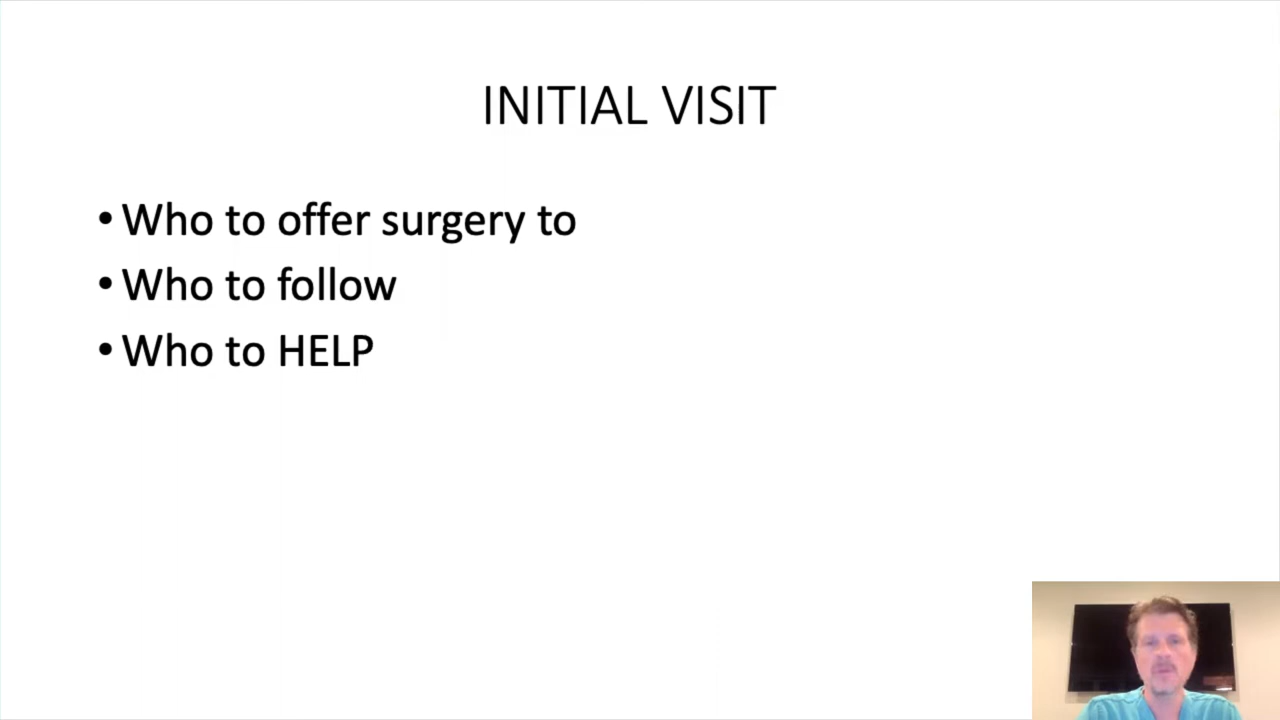 INITIAL VISIT
• Who to offer surgery to
• Who to follow
• Who to HELP